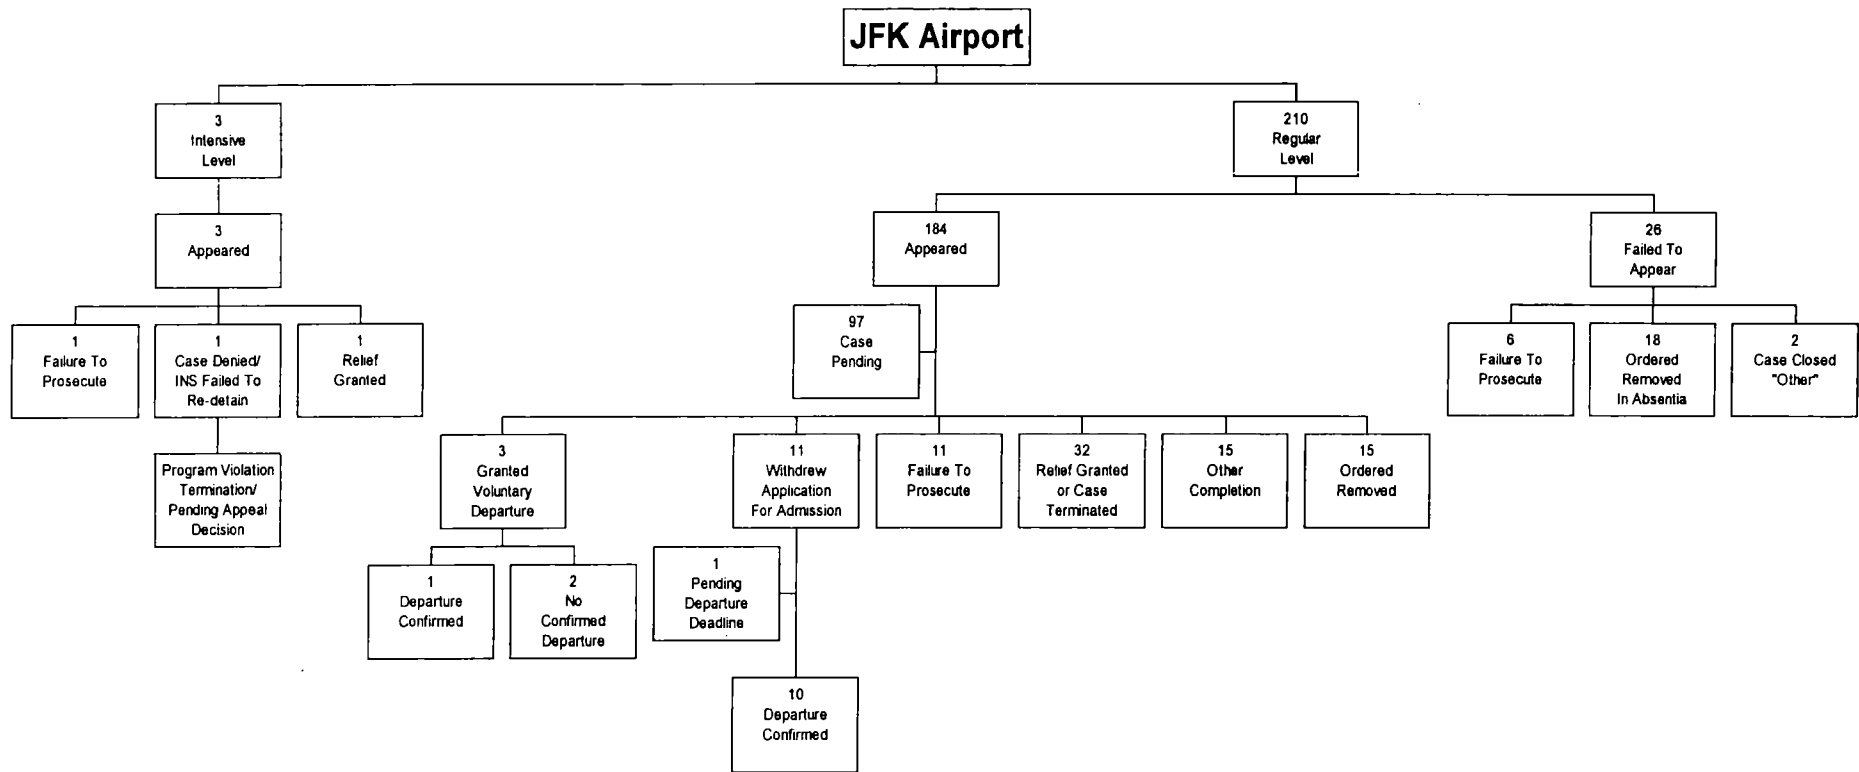 JFK Airport
3
Intensive
Level
210
Regular
Level
3
Appeared
184
Appeared
26
Failed To
Appear
1
Failure To
Prosecute
1
Case Denied/
INS Failed To
Re-detain
1
Relief
Granted
97
Case
Pending
6
Failure To
Prosecute
18
Ordered
Removed
In Absentia
2
Case Closed
"Other"
Program Violation
Termination/
Pending Appeal
Decision
3
Granted
Voluntary
Departure
11
Withdrew
Application
For Admission
11
Failure To
Prosecute
32
Relief Granted
or Case
Terminated
15
Other
Completion
15
Ordered
Removed
1
Departure
Confirmed
2
No
Confirmed
Departure
1
Pending
Departure
Deadline
10
Departure
Confirmed